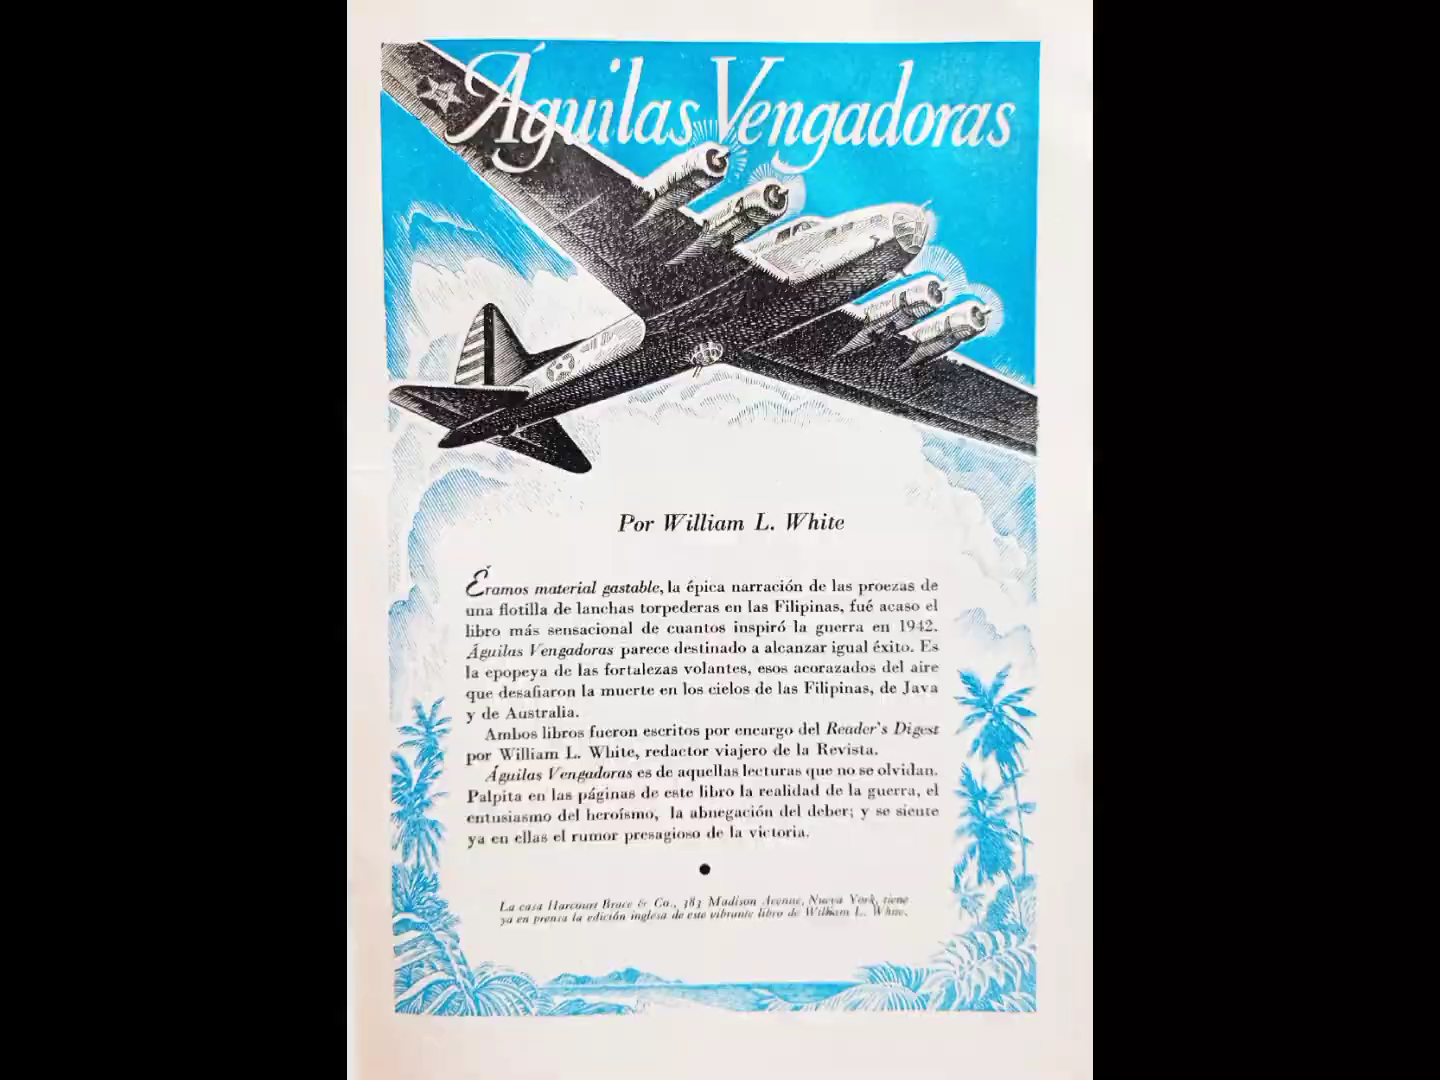 Águilas Vengadoras
Por William L. White
Éramos material gastable, la épica narración de las proezas de
una flotilla de lanchas torpederas en las Filipinas, fué acaso el
libro más sensacional de cuantos inspiró la guerra en 1942.
Águilas Vengadoras parece destinado a alcanzar igual éxito. Es
la epopeya de las fortalezas volantes, esos acorazados del aire
que desafiaron la muerte en los cielos de las Filipinas, de Java
y de Australia.
Ambos libros fueron escritos por encargo del Reader's Digest
por William L. White, redactor viajero de la Revista.
Águilas Vengadoras es de aquellas lecturas que no se olvidan.
Palpita en las páginas de este libro la realidad de la guerra, el
entusiasmo del heroísmo, la abnegación del deber; y se siente
ya en ellas el rumor presagioso de la victoria.
La casa Harcourt Brace & Co., 383 Madison Avenue, Nueva York, tiene
ya en prensa la edición inglesa de este vibrante libro de William L. White.